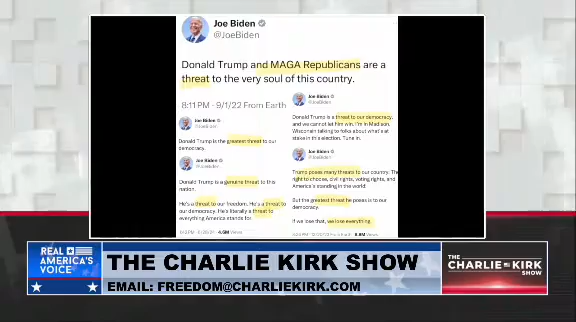 Joe Biden
@JoeBiden
Donald Trump and MAGA Republicans are a
threat to the very soul of this country.
8:11 PM - 9/1/22 From Earth
Joe Biden
@JoeBiden
Donald Trump is the greatest threat to our
democracy.
Joe Biden
@JoeBiden
Donald Trump is a genuine threat to this
nation.
He's a threat to our freedom. He's a threat to
our democracy. He's literally a threat to
everything America stands for.
4.5M Views
Joe Biden
@JoeBiden
Donald Trump is a threat to our democracy,
and we cannot let him win. I'm in Madison,
Wisconsin talking to folks about what's at
stake in this election. Tune in.
Joe Biden
@JoeBiden
Trump poses many threats to our country: The
right to choose, civil rights, voting rights, and
America's standing in the world.
But the greatest threat he poses is to our
democracy.
If we lose that, we lose everything.
Views
REAL
AMERICA'S
VOICE
THE CHARLIE KIRK SHOW
EMAIL: FREEDOM@CHARLIEKIRK.COM
THE
CHARLIE KIRK
SHOW